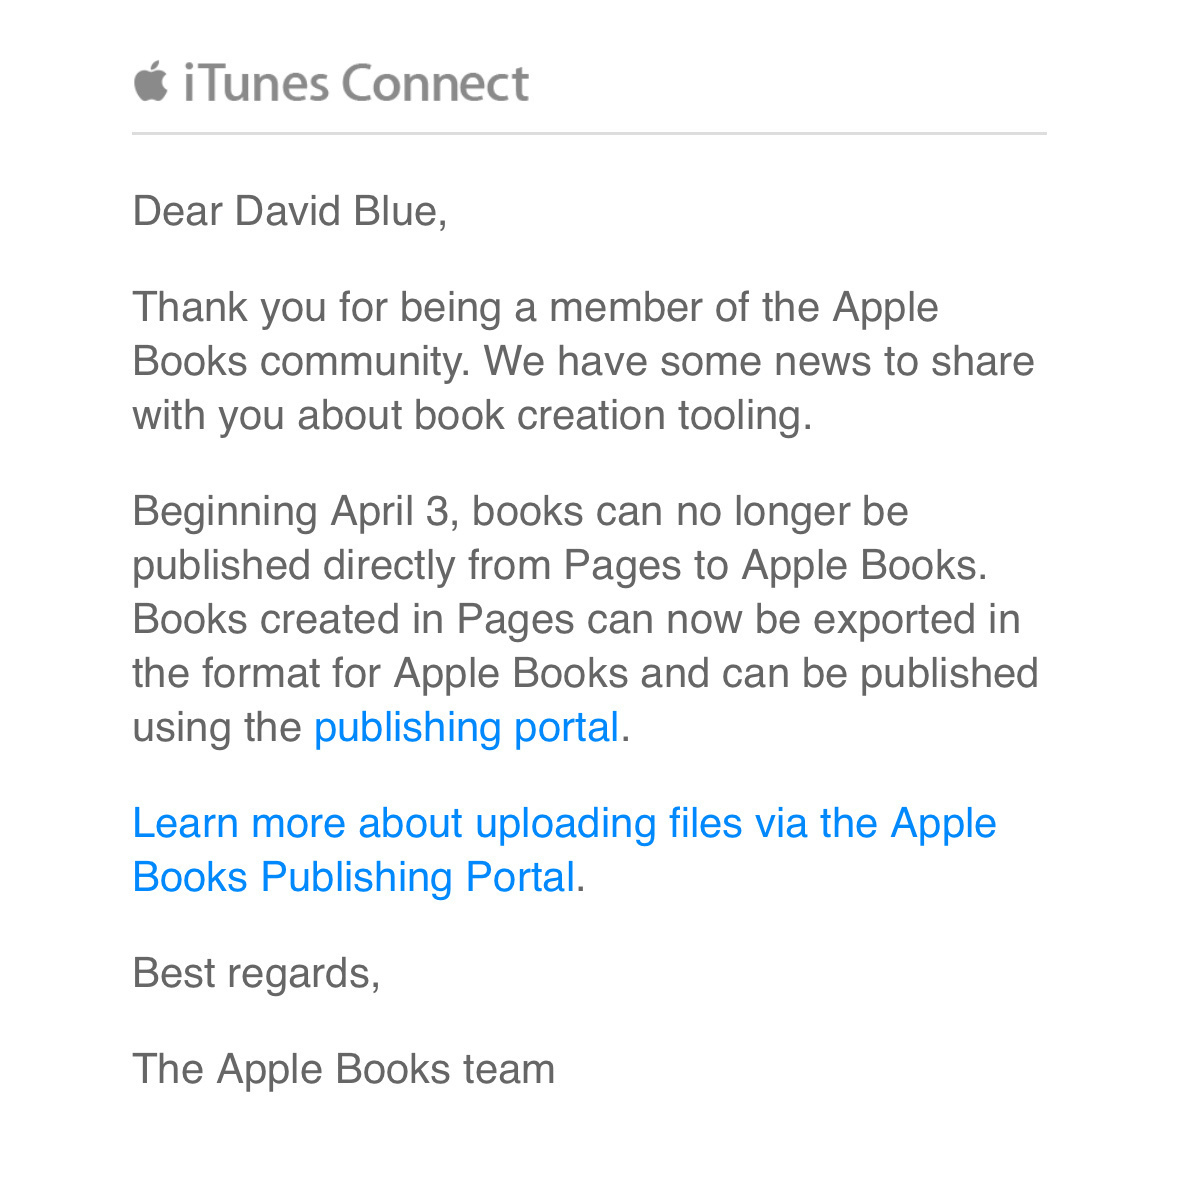 iTunes Connect
Dear David Blue,
Thank you for being a member of the Apple
Books community. We have some news to share
with you about book creation tooling.
Beginning April 3, books can no longer be
published directly from Pages to Apple Books.
Books created in Pages can now be exported in
the format for Apple Books and can be published
using the publishing portal.
Learn more about uploading files via the Apple
Books Publishing Portal.
Best regards,
The Apple Books team